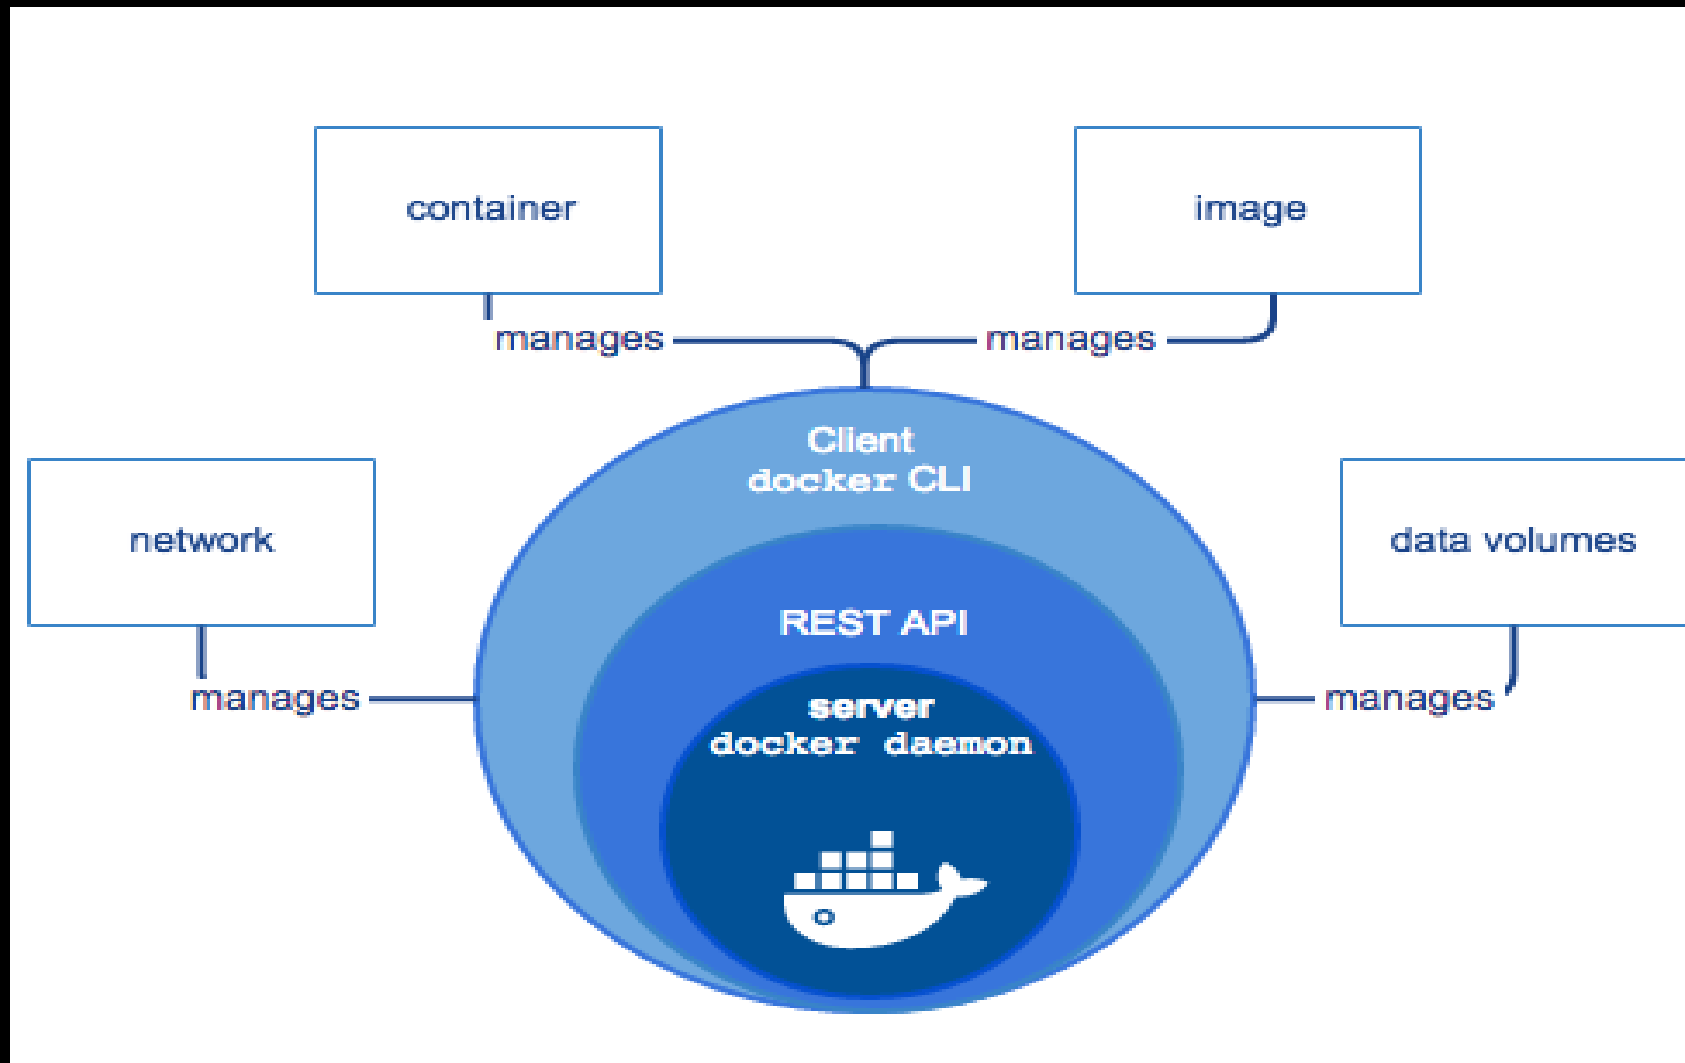 container
image
manages
manages
Client
docker CLI
network
data volumes
REST API
manages
manages
server
docker daemon